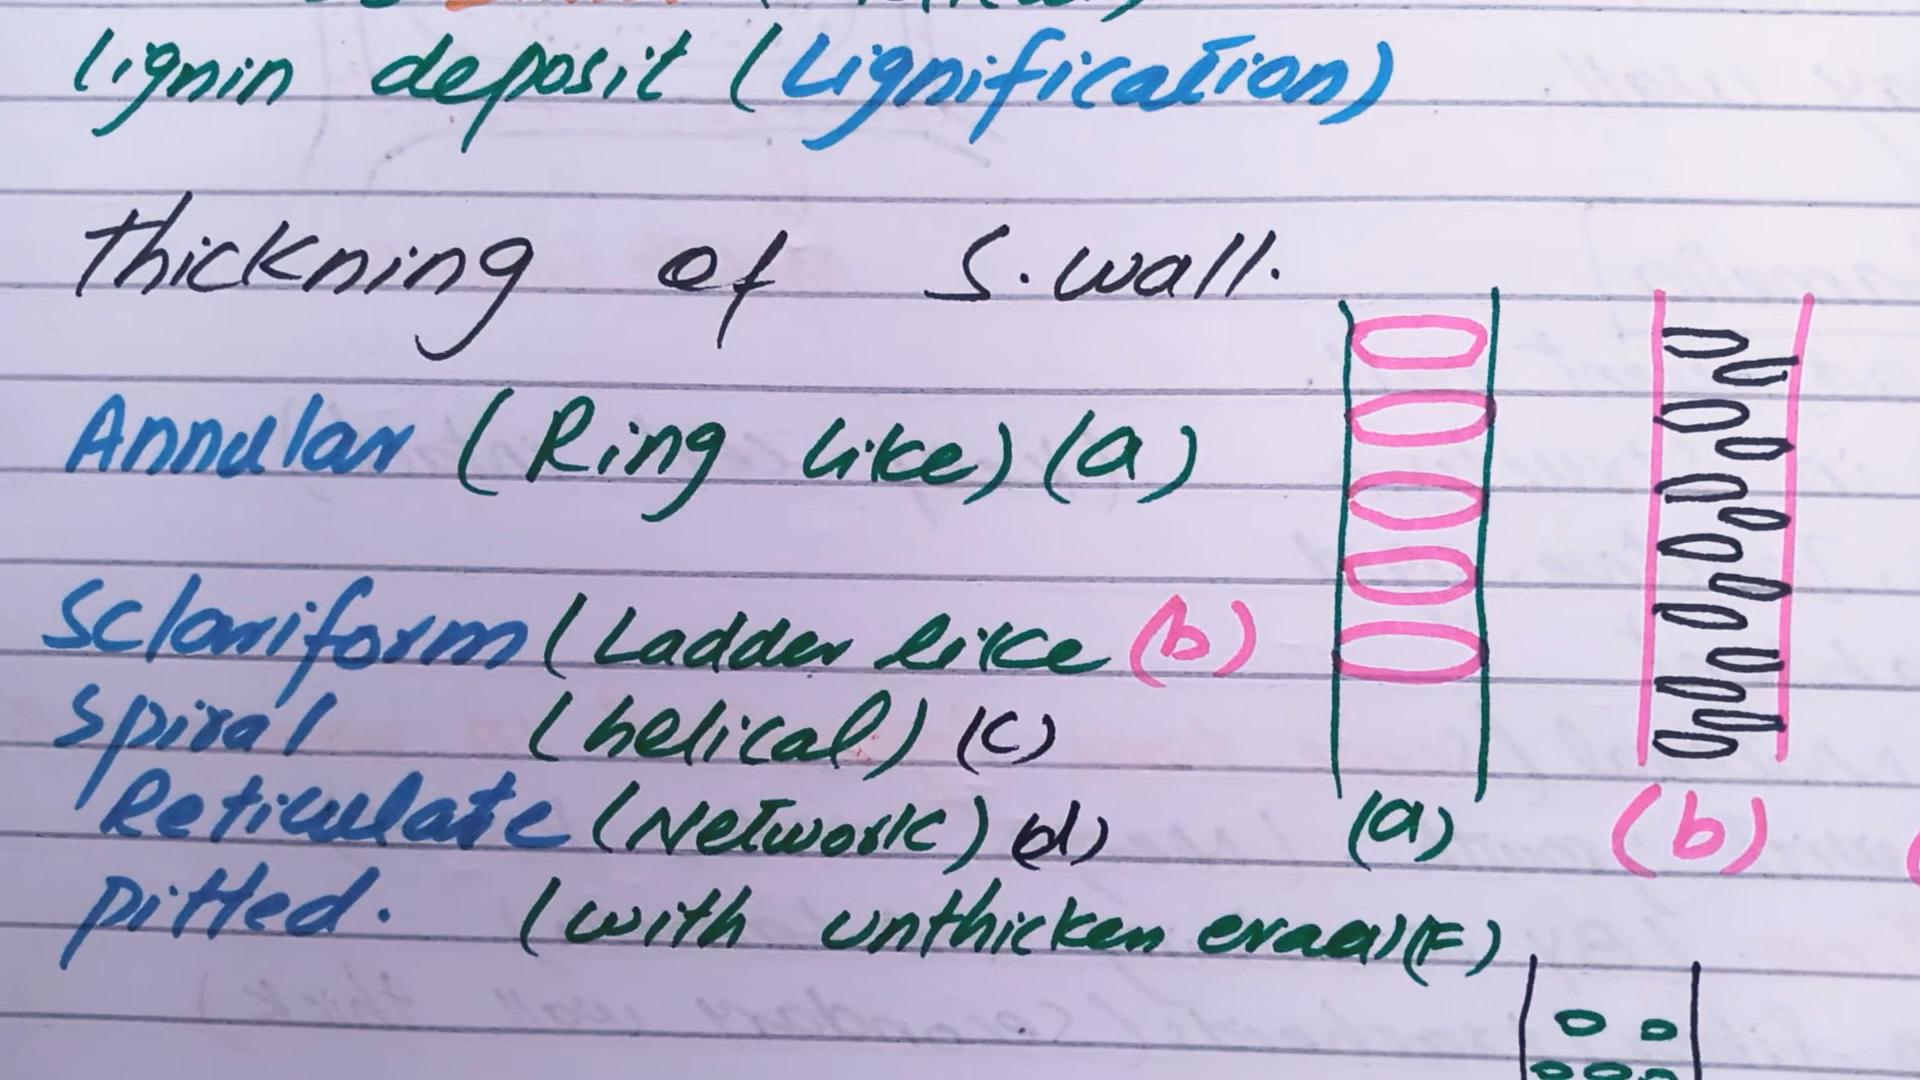 Lignin deposit (Lignification)
Thickning of S. wall.
Annular (Ring like) (a)
Sclariform (Ladder like (b)
Spiral (helical) (c)
Reticulate (Network) (d)
Pitted. (with unthicken eraa) (F)
(a) (b)